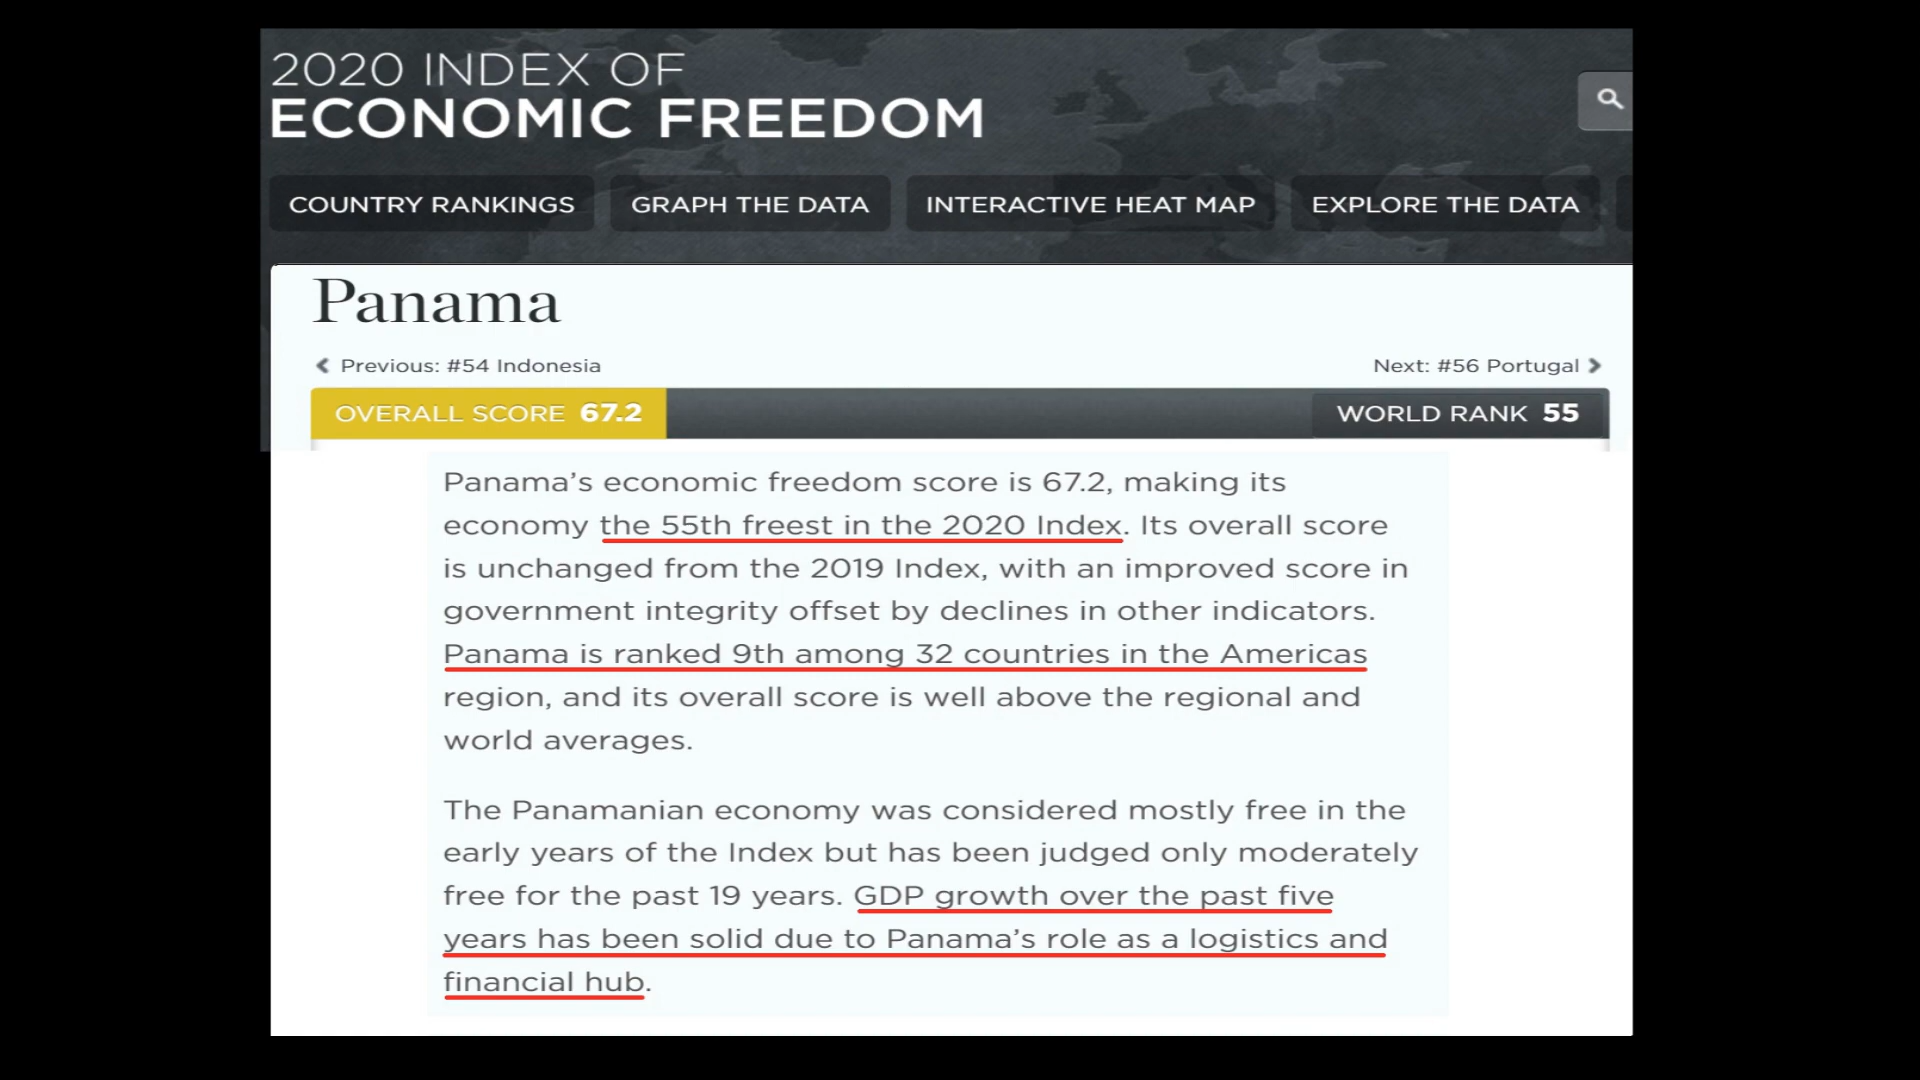 2020 INDEX OF
ECONOMIC FREEDOM
COUNTRY RANKINGS
GRAPH THE DATA
INTERACTIVE HEAT MAP
EXPLORE THE DATA
Panama
Previous: #54 Indonesia
Next: #56 Portugal
OVERALL SCORE 67.2
WORLD RANK 55
Panama’s economic freedom score is 67.2, making its
economy the 55th freest in the 2020 Index. Its overall score
is unchanged from the 2019 Index, with an improved score in
government integrity offset by declines in other indicators.
Panama is ranked 9th among 32 countries in the Americas
region, and its overall score is well above the regional and
world averages.
The Panamanian economy was considered mostly free in the
early years of the Index but has been judged only moderately
free for the past 19 years. GDP growth over the past five
years has been solid due to Panama’s role as a logistics and
financial hub.